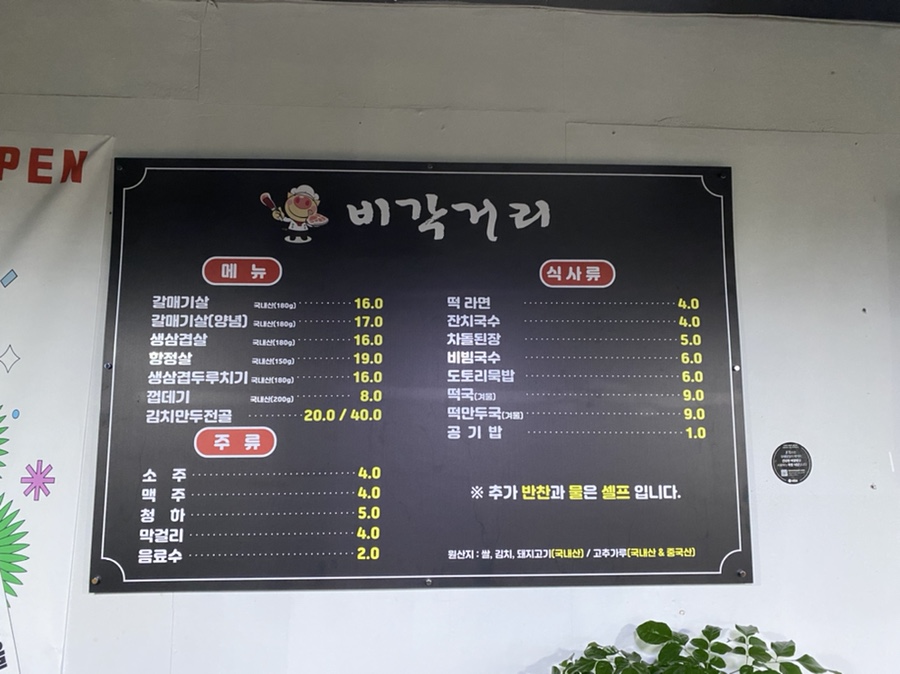 PEN
비각거리
메 뉴
갈매기살 국내산(180g) 16.0
갈매기살(양념) 국내산(180g) 17.0
생삼겹살 국내산(180g) 16.0
항정살 국내산(150g) 19.0
생삼겹두루치기 국내산(180g) 16.0
껍데기 국내산(200g) 8.0
김치만두전골 20.0 / 40.0
주 류
소 주 4.0
맥 주 4.0
청 하 5.0
막걸리 4.0
음료수 2.0
식사류
떡 라면 4.0
잔치국수 4.0
차돌된장 5.0
비빔국수 6.0
도토리묵밥 6.0
떡국(겨울) 9.0
떡만두국(겨울) 9.0
공 기 밥 1.0
※ 추가 반찬과 물은 셀프 입니다.
원산지 : 쌀, 김치, 돼지고기(국내산) / 고추가루(국내산 & 중국산)